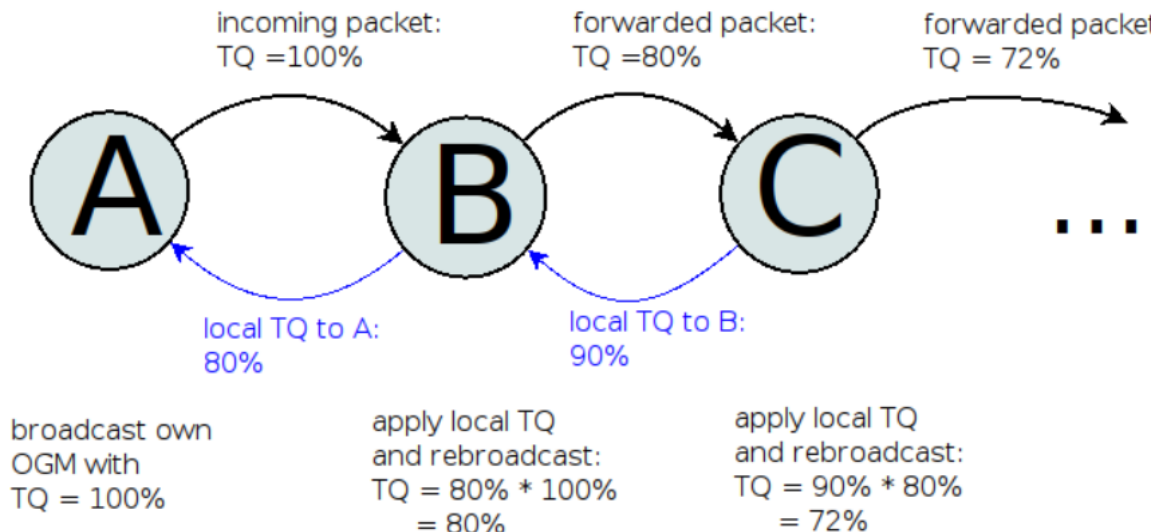 incoming packet:
TQ =100%
forwarded packet:
TQ =80%
forwarded packet
TQ = 72%
A
B
C
...
local TQ to A:
80%
local TQ to B:
90%
broadcast own
OGM with
TQ = 100%
apply local TQ
and rebroadcast:
TQ = 80% * 100%
= 80%
apply local TQ
and rebroadcast:
TQ = 90% * 80%
= 72%